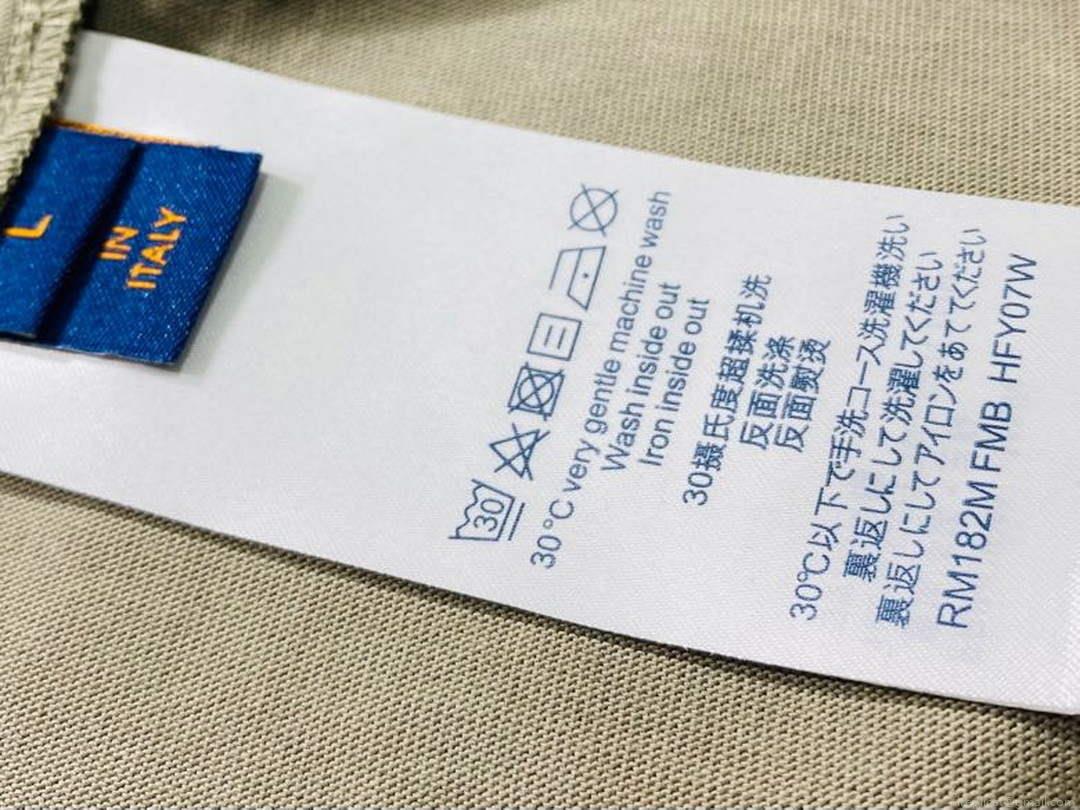 L
IN
ITALY
30
30°C very gentle machine wash
Wash inside out
Iron inside out
30摄氏度超揉机洗
反面洗涤
反面熨烫
30℃以下で手洗コース洗濯機洗い
裏返しにして洗濯してください
裏返しにしてアイロンをあててください
RM182M FMB HFY07W